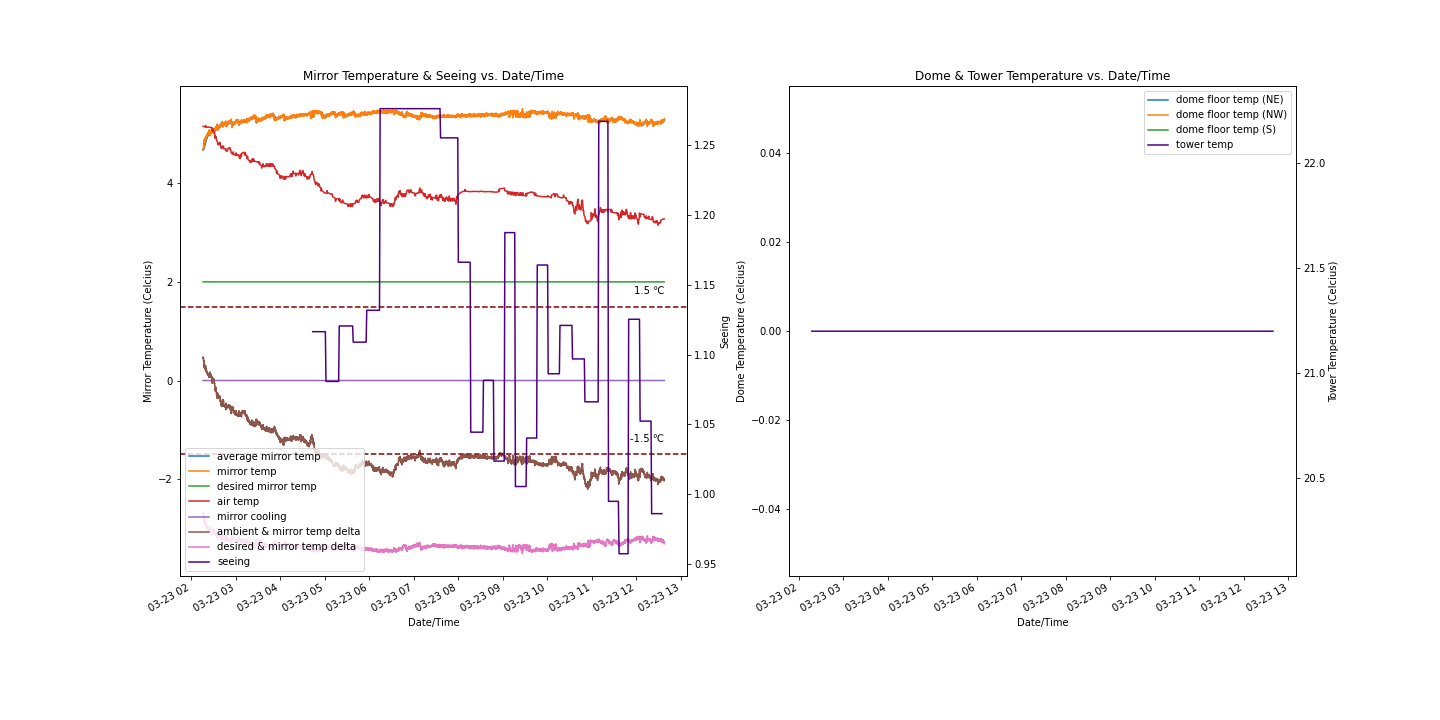 Mirror Temperature & Seeing vs. Date/Time
Mirror Temperature (Celcius)
4
2
0
−2
1.5 °C
-1.5 °C
average mirror temp
mirror temp
desired mirror temp
air temp
mirror cooling
ambient & mirror temp delta
desired & mirror temp delta
seeing
1.25
1.20
1.15
1.10
1.05
1.00
0.95
Seeing
03-23 02
03-23 03
03-23 04
03-23 05
03-23 06
03-23 07
03-23 08
03-23 09
03-23 10
03-23 11
03-23 12
03-23 13
Date/Time
Dome & Tower Temperature vs. Date/Time
Dome Temperature (Celcius)
0.04
0.02
0.00
−0.02
−0.04
dome floor temp (NE)
dome floor temp (NW)
dome floor temp (S)
tower temp
22.0
21.5
21.0
20.5
Tower Temperature (Celcius)
03-23 02
03-23 03
03-23 04
03-23 05
03-23 06
03-23 07
03-23 08
03-23 09
03-23 10
03-23 11
03-23 12
03-23 13
Date/Time